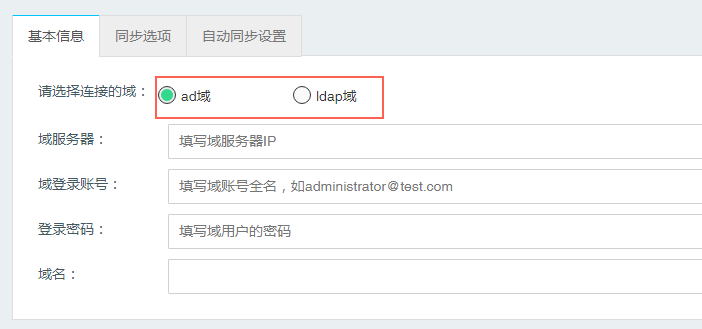 基本信息 同步选项 自动同步设置
请选择连接的域： ad域 ldap域
域服务器： 填写域服务器IP
域登录账号： 填写域账号全名，如administrator@test.com
登录密码： 填写域用户的密码
域名：